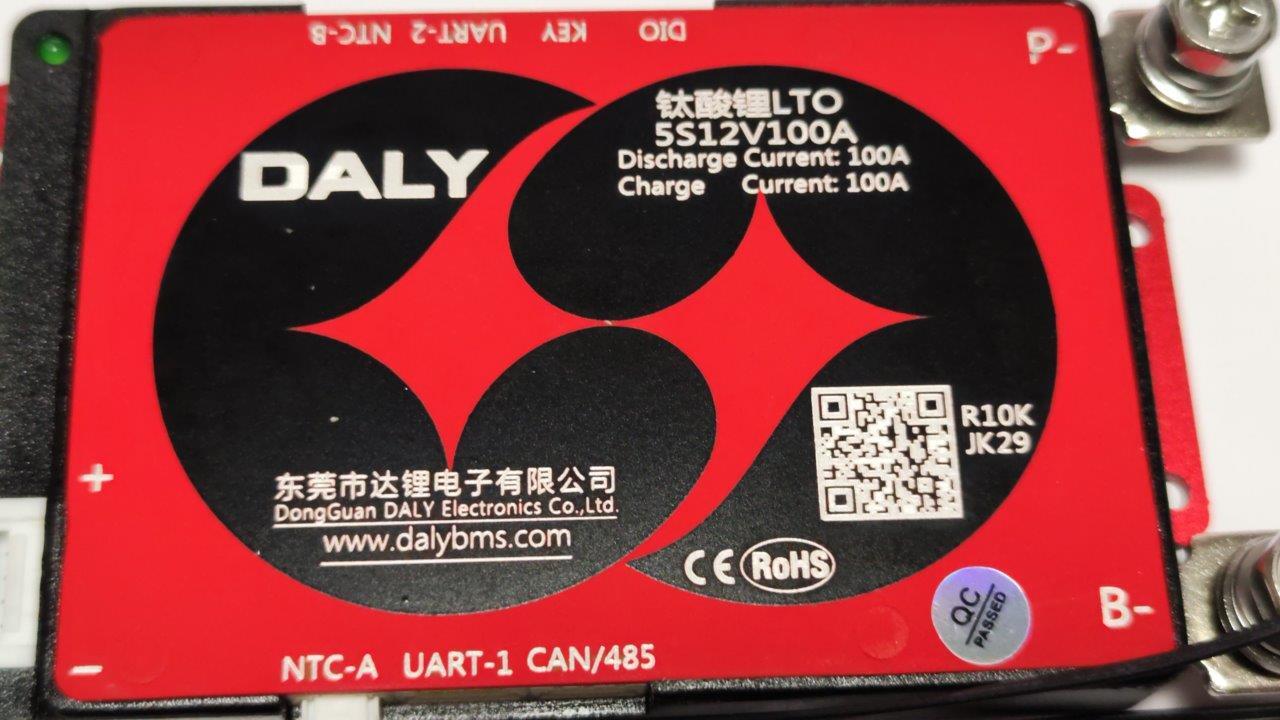 NTC-B UART-2 KEY DIO
P-
DALY
钛酸锂LTO
5S12V100A
Discharge Current: 100A
Charge Current: 100A
R10K
JK29
+
东莞市达锂电子有限公司
DongGuan DALY Electronics Co.,Ltd.
www.dalybms.com
CE RoHS
QC
PASSED
B-
-
NTC-A UART-1 CAN/485